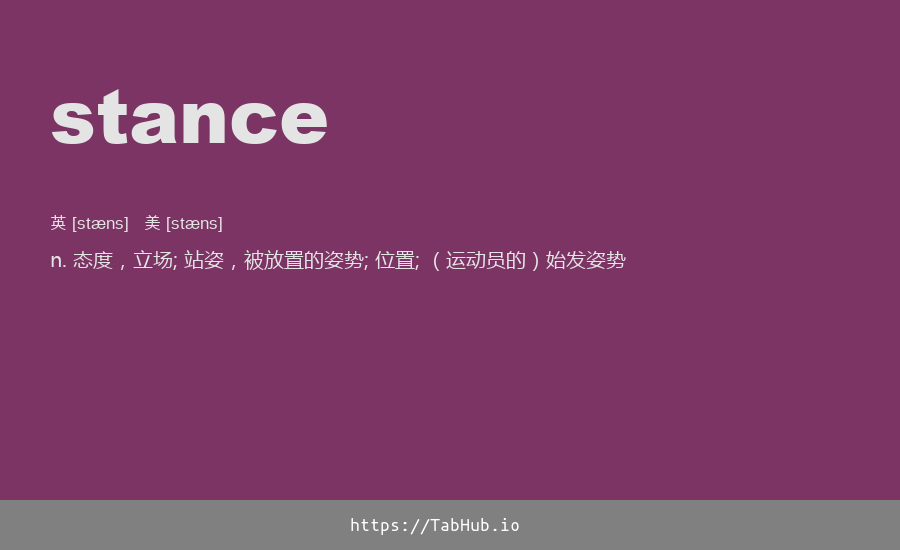 stance
英 [stæns] 美 [stæns]
n. 态度，立场; 站姿，被放置的姿势; 位置; （运动员的）始发姿势
https://TabHub.io